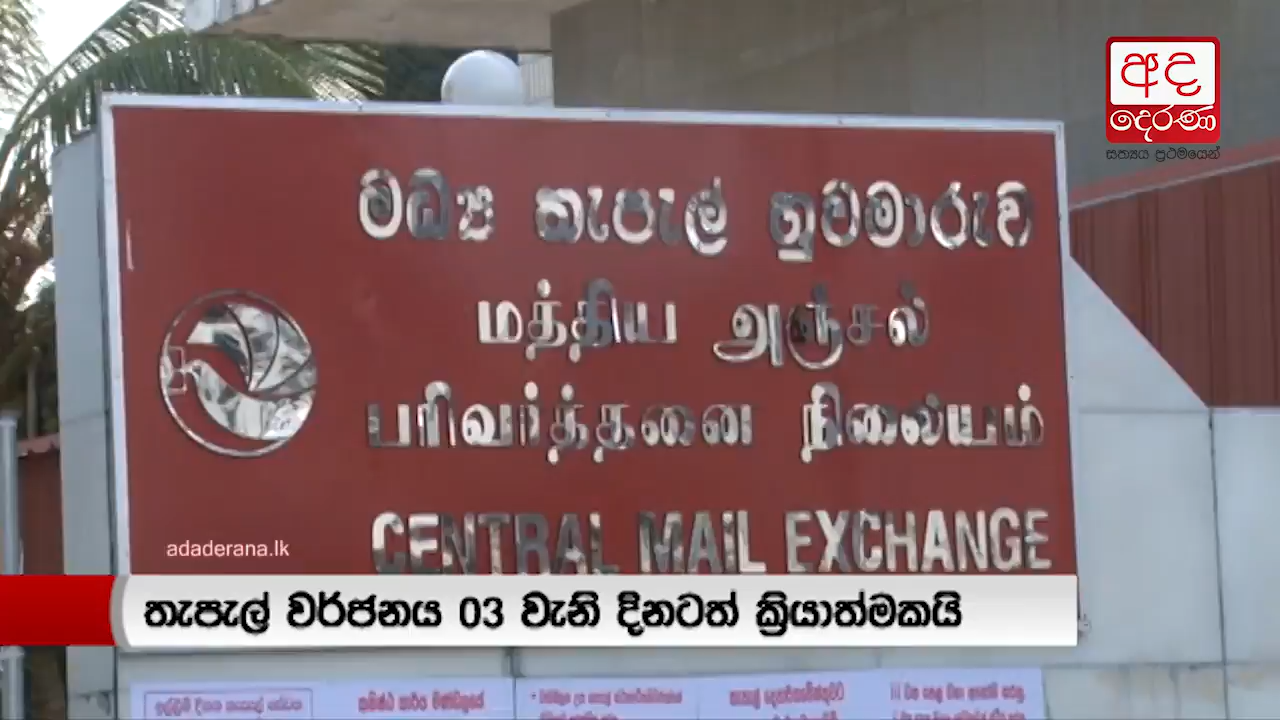 අද
දෙරණ
සත්‍යය ප්‍රථමයෙන්
මධ්‍ය තැපැල් හුවමාරුව
மத்திய அஞ்சல்
பரிவர்த்தனை நிலையம்
CENTRAL MAIL EXCHANGE
adaderana.lk
තැපැල් වර්ජනය 03 වැනි දිනටත් ක්‍රියාත්මකයි